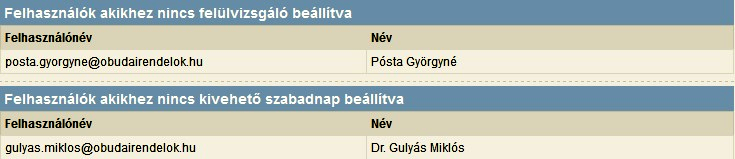 Felhasználók akikhez nincs felülvizsgáló beállítva
Felhasználónév Név
posta.gyorgyne@obudairendelok.hu Pósta Györgyné
Felhasználók akikhez nincs kivehető szabadnap beállítva
Felhasználónév Név
gulyas.miklos@obudairendelok.hu Dr. Gulyás Miklós